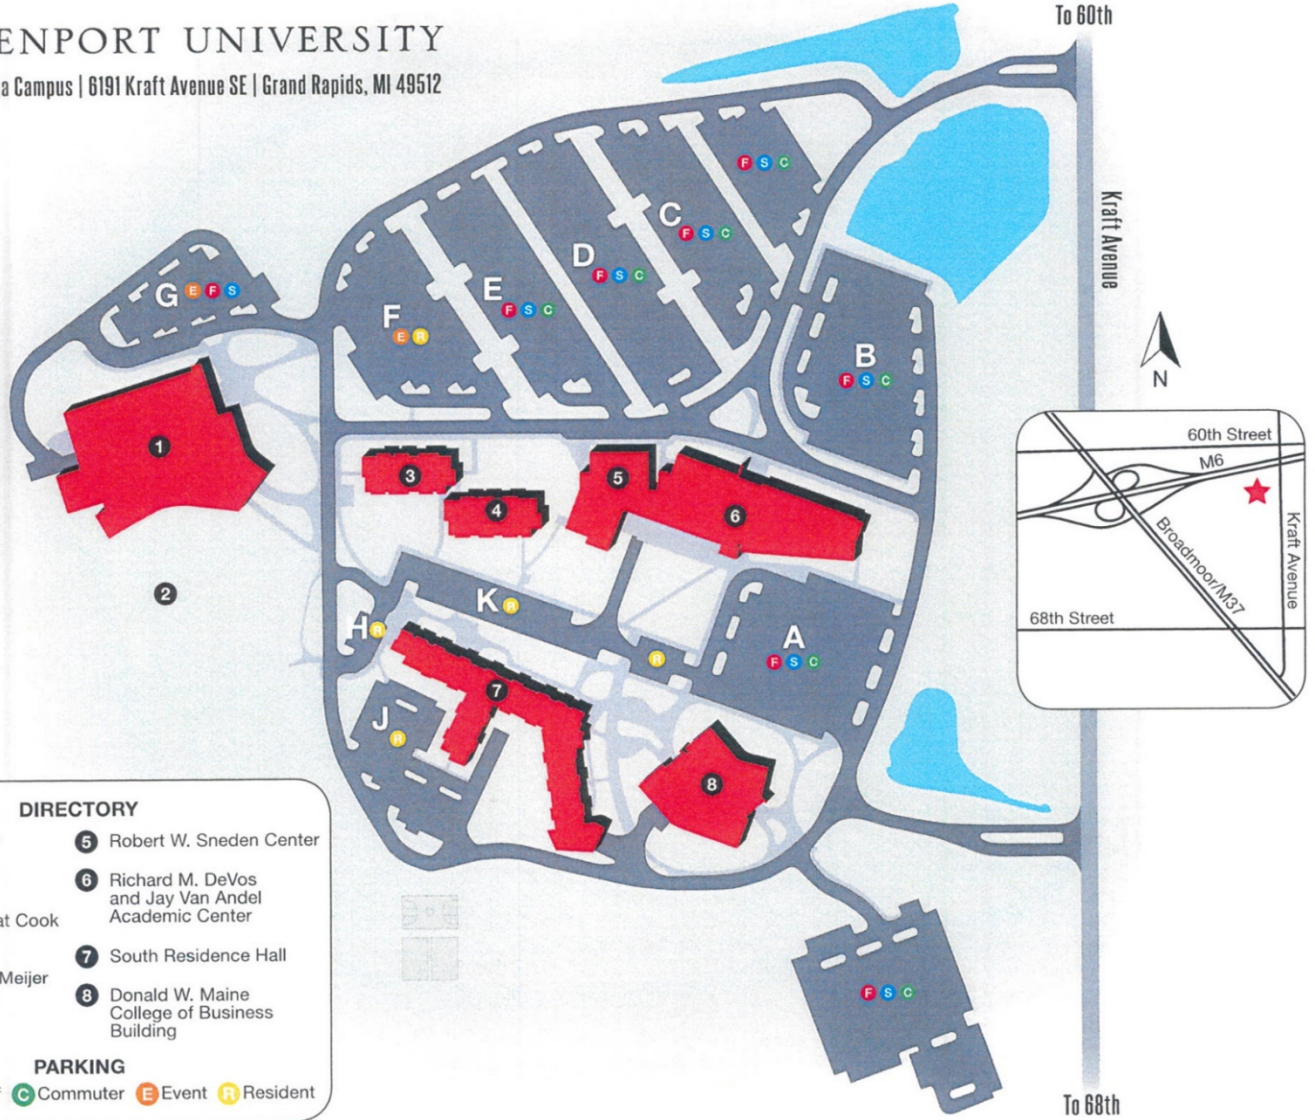 ENPORT UNIVERSITY
a Campus | 6191 Kraft Avenue SE | Grand Rapids, MI 49512
To 60th
Kraft Avenue
N
F S C
C
F S C
D
F S C
E
F S C
F
E R
G E F S
B
F S C
1
2
3
4
5
6
K R
H R
R
A
F S C
7
J
R
8
F S C
60th Street
M6
Broadmoor/M37
Kraft Avenue
68th Street
To 68th
DIRECTORY
5 Robert W. Sneden Center
6 Richard M. DeVos
and Jay Van Andel
Academic Center
at Cook
7 South Residence Hall
Meijer
8 Donald W. Maine
College of Business
Building
PARKING
C Commuter E Event R Resident